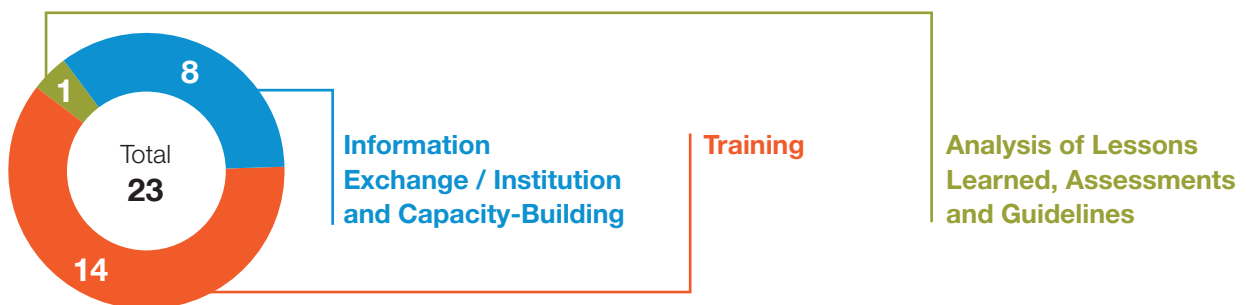 8
1
Total
23
14
Information
Exchange / Institution
and Capacity-Building
Training
Analysis of Lessons
Learned, Assessments
and Guidelines